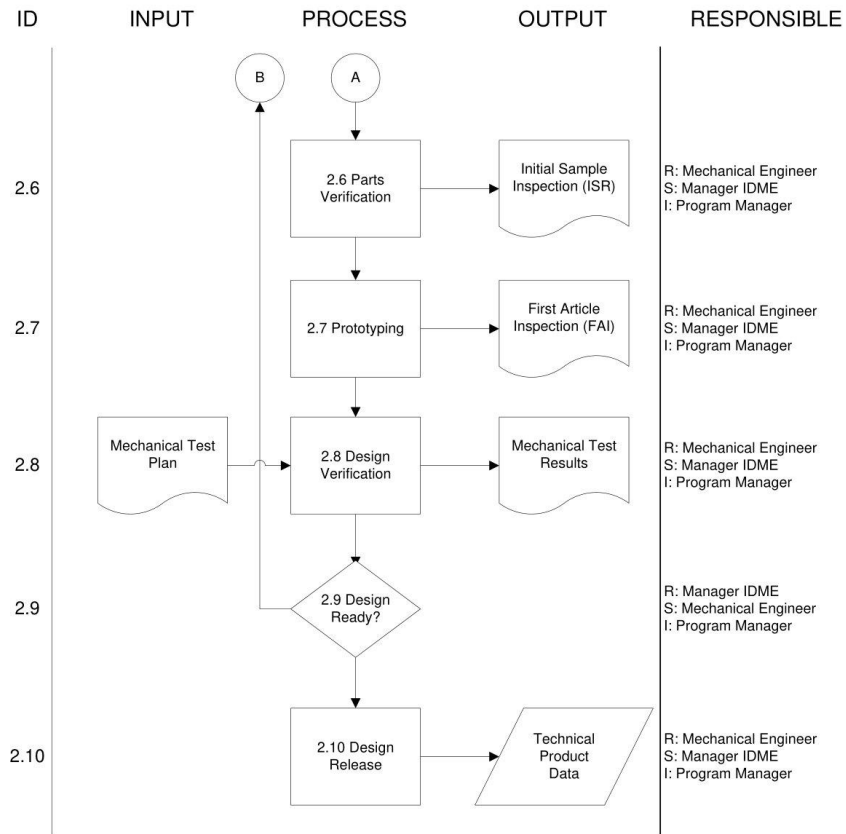 ID INPUT PROCESS OUTPUT RESPONSIBLE
B A
2.6
2.6 Parts
Verification
Initial Sample
Inspection (ISR)
R: Mechanical Engineer
S: Manager IDME
I: Program Manager
2.7
2.7 Prototyping
First Article
Inspection (FAI)
R: Mechanical Engineer
S: Manager IDME
I: Program Manager
2.8
Mechanical Test
Plan
2.8 Design
Verification
Mechanical Test
Results
R: Mechanical Engineer
S: Manager IDME
I: Program Manager
2.9
2.9 Design
Ready?
R: Manager IDME
S: Mechanical Engineer
I: Program Manager
2.10
2.10 Design
Release
Technical
Product
Data
R: Mechanical Engineer
S: Manager IDME
I: Program Manager